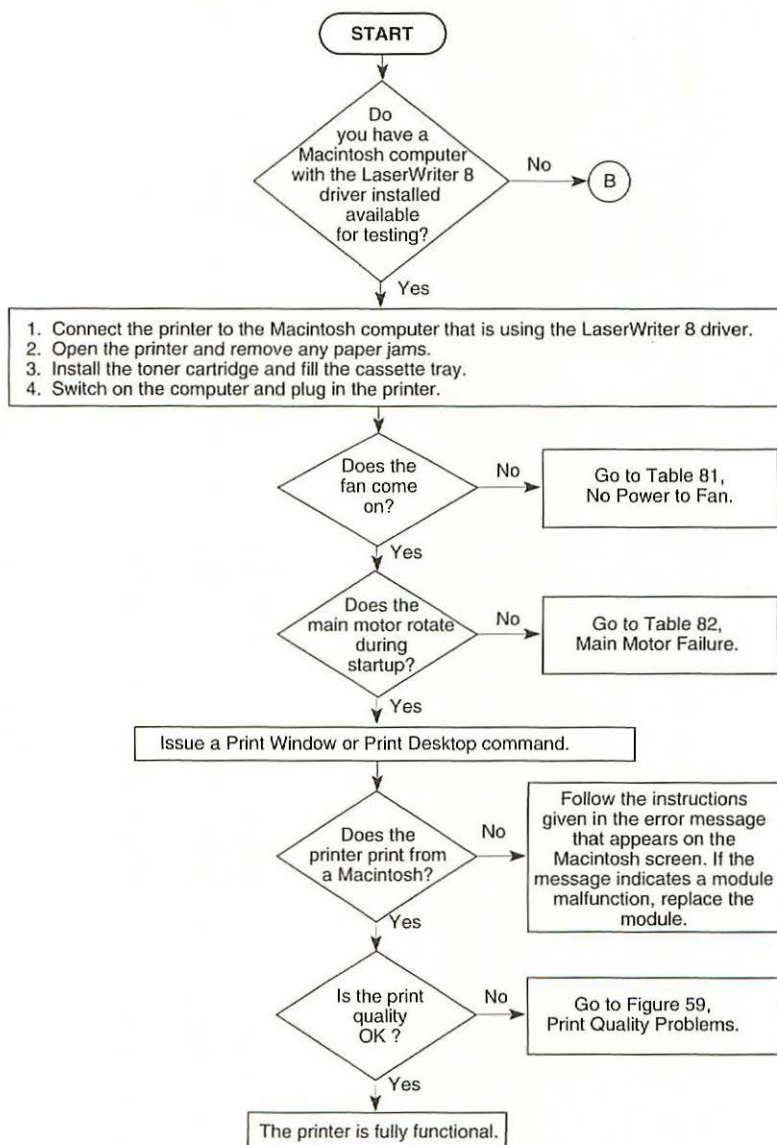 START
Do
you have a
Macintosh computer
with the LaserWriter 8
driver installed
available
for testing?
No
B
Yes
1. Connect the printer to the Macintosh computer that is using the LaserWriter 8 driver.
2. Open the printer and remove any paper jams.
3. Install the toner cartridge and fill the cassette tray.
4. Switch on the computer and plug in the printer.
Does the
fan come
on?
No
Go to Table 81,
No Power to Fan.
Yes
Does the
main motor rotate
during
startup?
No
Go to Table 82,
Main Motor Failure.
Yes
Issue a Print Window or Print Desktop command.
Does the
printer print from
a Macintosh?
No
Follow the instructions
given in the error message
that appears on the
Macintosh screen. If the
message indicates a module
malfunction, replace the
module.
Yes
Is the print
quality
OK ?
No
Go to Figure 59,
Print Quality Problems.
Yes
The printer is fully functional.